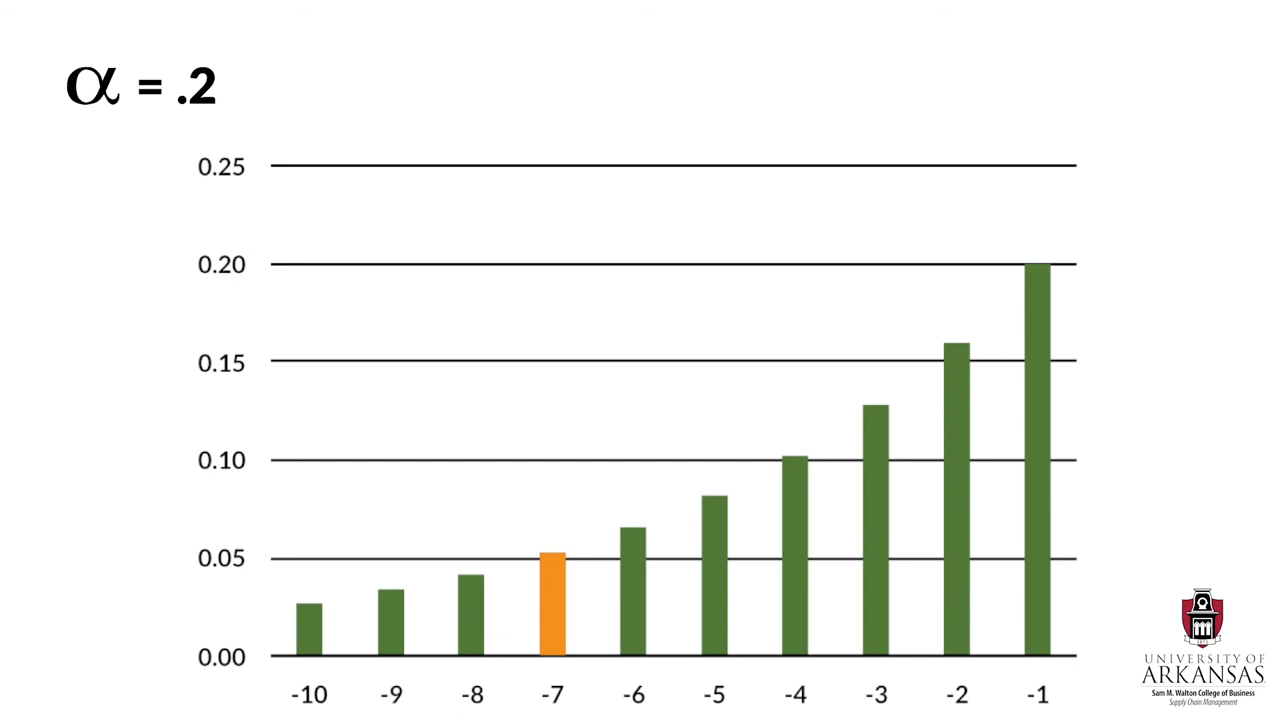 α = .2
0.25
0.20
0.15
0.10
0.05
0.00
-10 -9 -8 -7 -6 -5 -4 -3 -2 -1
1871
UNIVERSITY OF
ARKANSAS
Sam M. Walton College of Business
Supply Chain Management